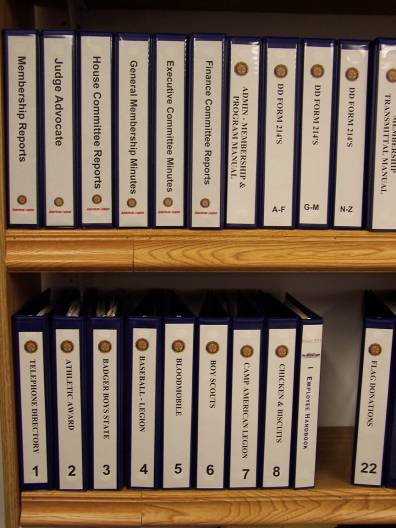 Membership Reports
Judge Advocate
House Committee Reports
General Membership Minutes
Executive Committee Minutes
Finance Committee Reports
ADMIN - MEMBERSHIP &
PROGRAM MANUAL
DD FORM 214'S
A-F
DD FORM 214'S
G-M
DD FORM 214'S
N-Z
MEMBERSHIP
TRANSMITTAL MANUAL
TELEPHONE DIRECTORY
1
ATHLETIC AWARD
2
BADGER BOYS STATE
3
BASEBALL - LEGION
4
BLOODMOBILE
5
BOY SCOUTS
6
CAMP AMERICAN LEGION
7
CHICKEN & BISCUITS
8
EMPLOYEE HANDBOOK
FLAG DONATIONS
22